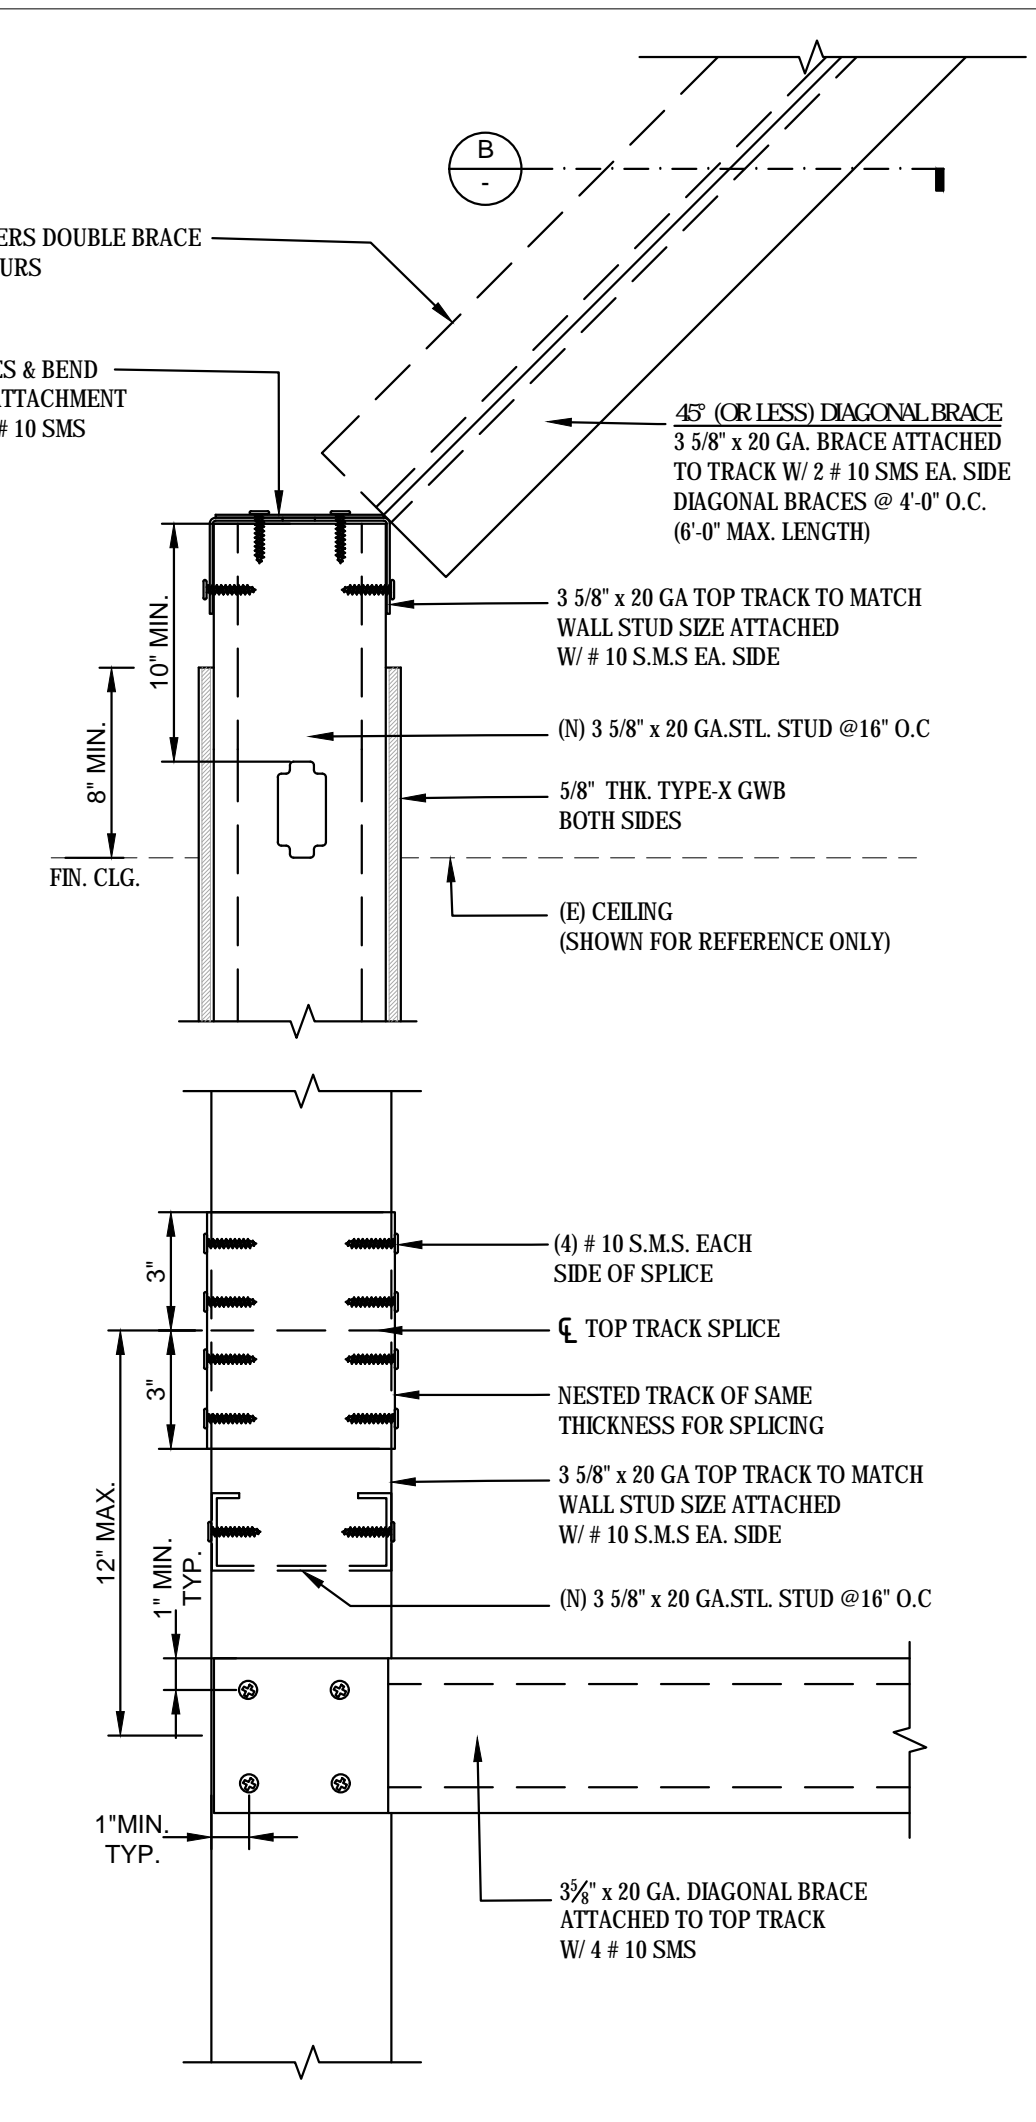 B
-
ERS DOUBLE BRACE
URS
ES & BEND
ATTACHMENT
# 10 SMS
45° (OR LESS) DIAGONAL BRACE
3 5/8" x 20 GA. BRACE ATTACHED
TO TRACK W/ 2 # 10 SMS EA. SIDE
DIAGONAL BRACES @ 4'-0" O.C.
(6'-0" MAX. LENGTH)
10" MIN.
3 5/8" x 20 GA TOP TRACK TO MATCH
WALL STUD SIZE ATTACHED
W/ # 10 S.M.S EA. SIDE
8" MIN.
(N) 3 5/8" x 20 GA.STL. STUD @16" O.C
5/8" THK. TYPE-X GWB
BOTH SIDES
FIN. CLG.
(E) CEILING
(SHOWN FOR REFERENCE ONLY)
3"
(4) # 10 S.M.S. EACH
SIDE OF SPLICE
℄ TOP TRACK SPLICE
3"
NESTED TRACK OF SAME
THICKNESS FOR SPLICING
12" MAX.
3 5/8" x 20 GA TOP TRACK TO MATCH
WALL STUD SIZE ATTACHED
W/ # 10 S.M.S EA. SIDE
1" MIN.
TYP.
(N) 3 5/8" x 20 GA.STL. STUD @16" O.C
1"MIN.
TYP.
3⅝" x 20 GA. DIAGONAL BRACE
ATTACHED TO TOP TRACK
W/ 4 # 10 SMS